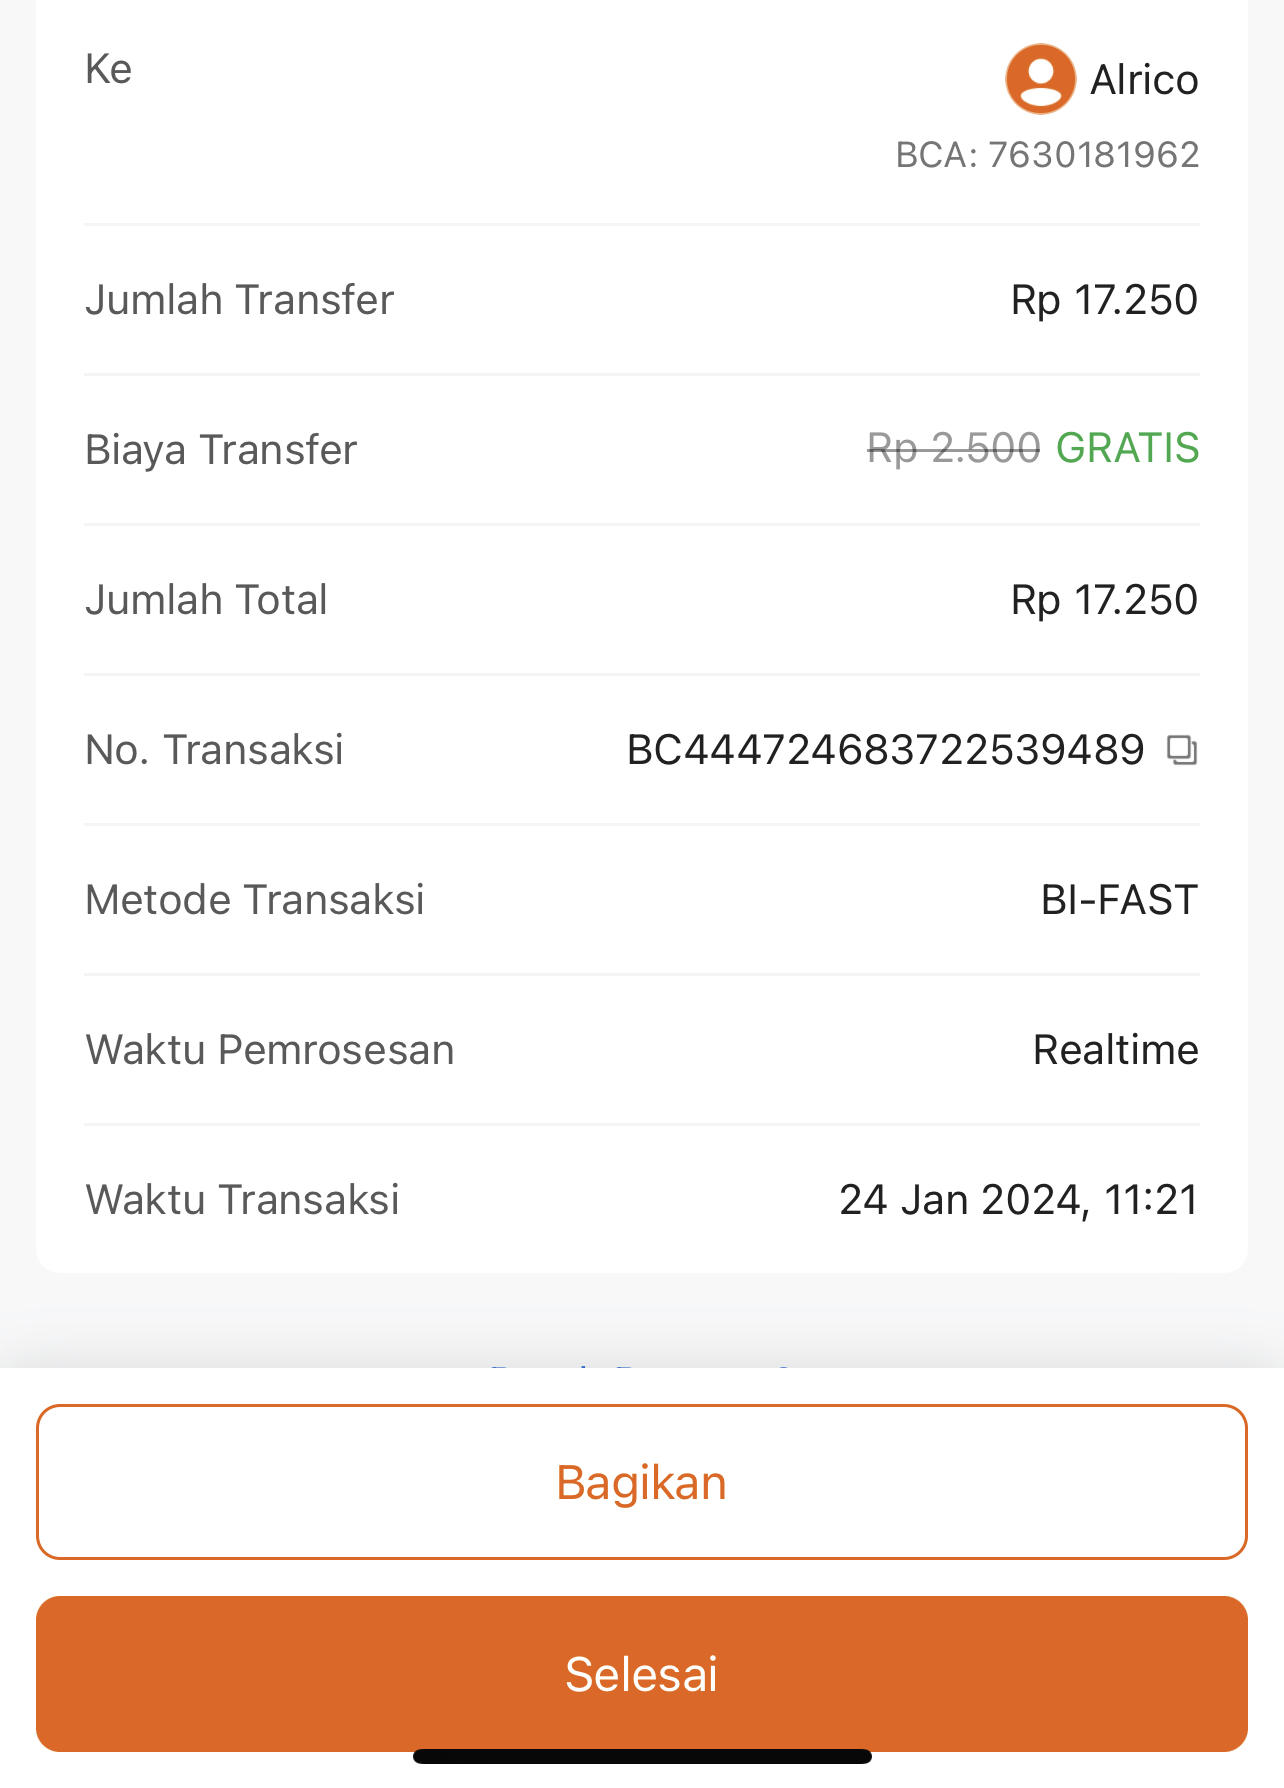 Ke
Alrico
BCA: 7630181962
Jumlah Transfer Rp 17.250
Biaya Transfer Rp 2.500 GRATIS
Jumlah Total Rp 17.250
No. Transaksi BC444724683722539489
Metode Transaksi BI-FAST
Waktu Pemrosesan Realtime
Waktu Transaksi 24 Jan 2024, 11:21
Bagikan
Selesai